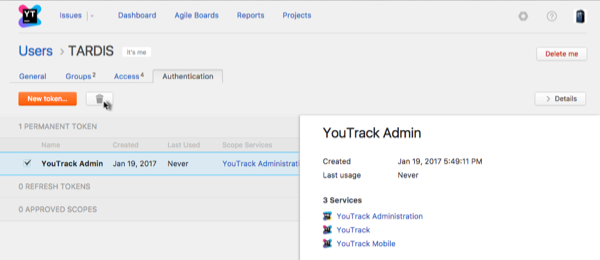 YT
Issues Dashboard Agile Boards Reports Projects
Users > TARDIS It's me
Delete me
General Groups 2 Access 4 Authentication
New token...
> Details
1 PERMANENT TOKEN
Name Created Last Used Scope Services
YouTrack Admin Jan 19, 2017 Never YouTrack Administrati
0 REFRESH TOKENS
0 APPROVED SCOPES
YouTrack Admin
Created Jan 19, 2017 5:49:11 PM
Last usage Never
3 Services
YouTrack Administration
YouTrack
YouTrack Mobile